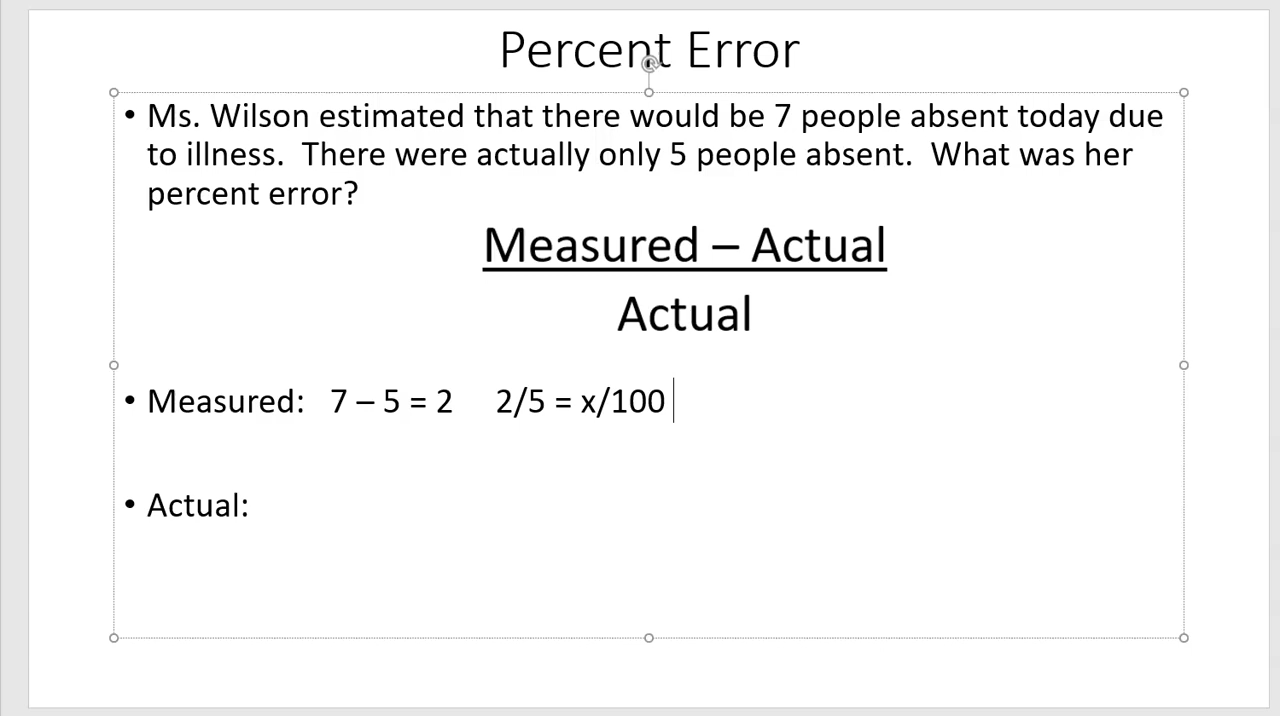 Percent Error
• Ms. Wilson estimated that there would be 7 people absent today due
to illness.  There were actually only 5 people absent.  What was her
percent error?
Measured – Actual
Actual
• Measured:   7 – 5 = 2     2/5 = x/100
• Actual: